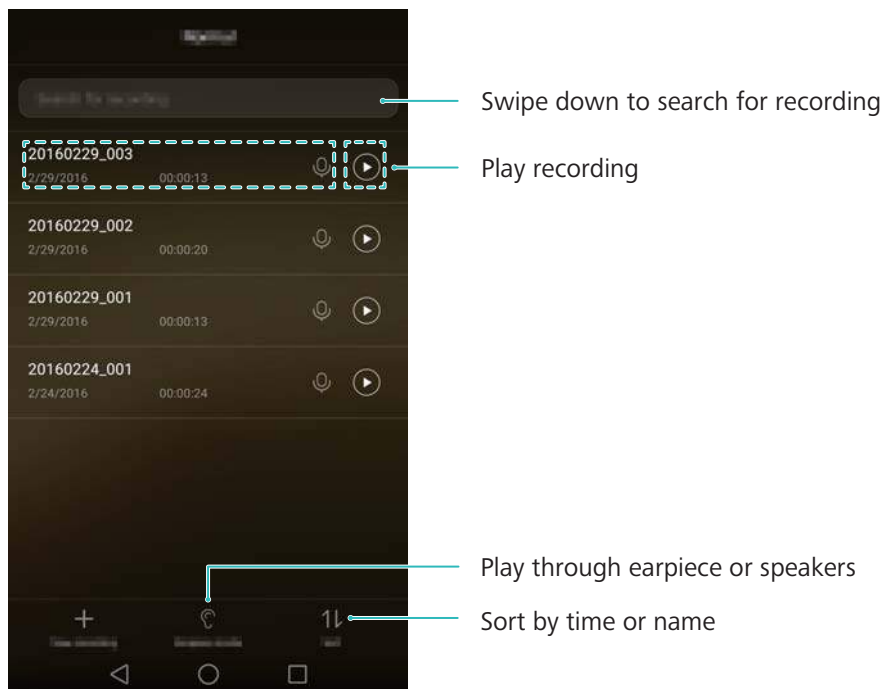 Swipe down to search for recording
20160229_003
2/29/2016 00:00:13
Play recording
20160229_002
2/29/2016 00:00:20
20160229_001
2/29/2016 00:00:13
20160224_001
2/24/2016 00:00:24
Play through earpiece or speakers
Sort by time or name